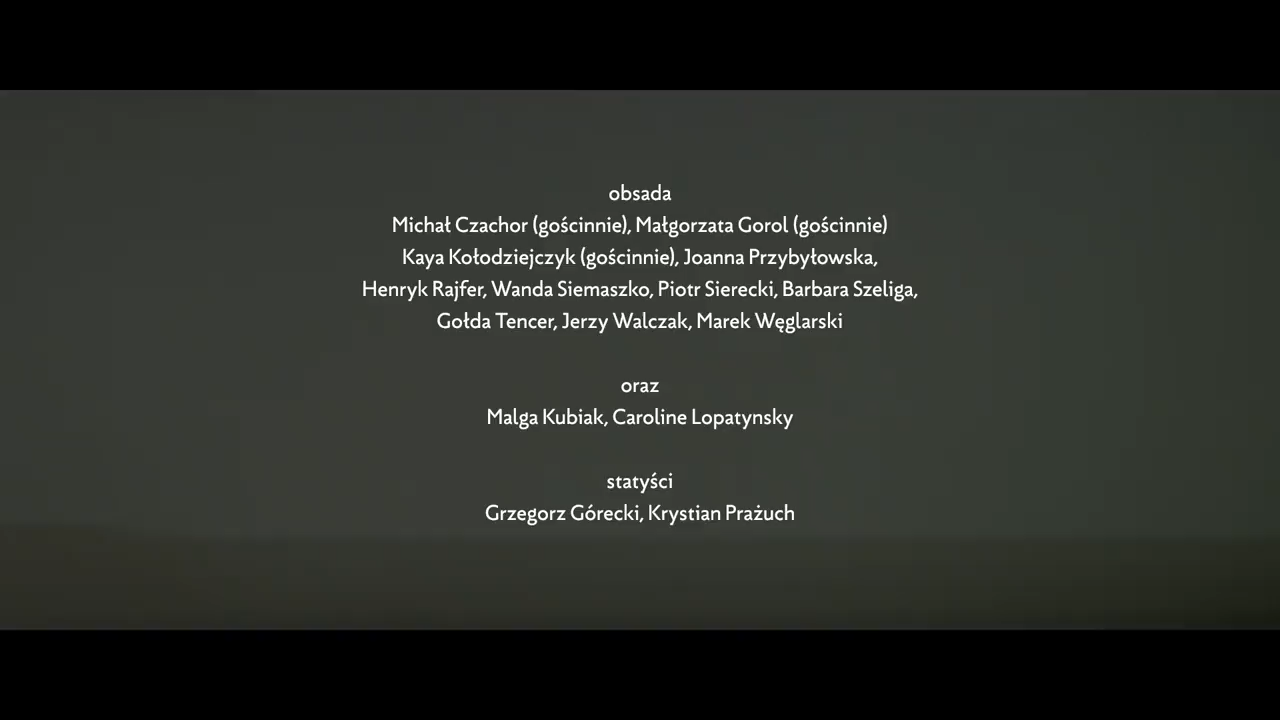 obsada
Michał Czachor (gościnnie), Małgorzata Gorol (gościnnie)
Kaya Kołodziejczyk (gościnnie), Joanna Przybyłowska,
Henryk Rajfer, Wanda Siemaszko, Piotr Sierecki, Barbara Szeliga,
Gołda Tencer, Jerzy Walczak, Marek Węglarski
oraz
Malga Kubiak, Caroline Lopatynsky
statyści
Grzegorz Górecki, Krystian Prażuch